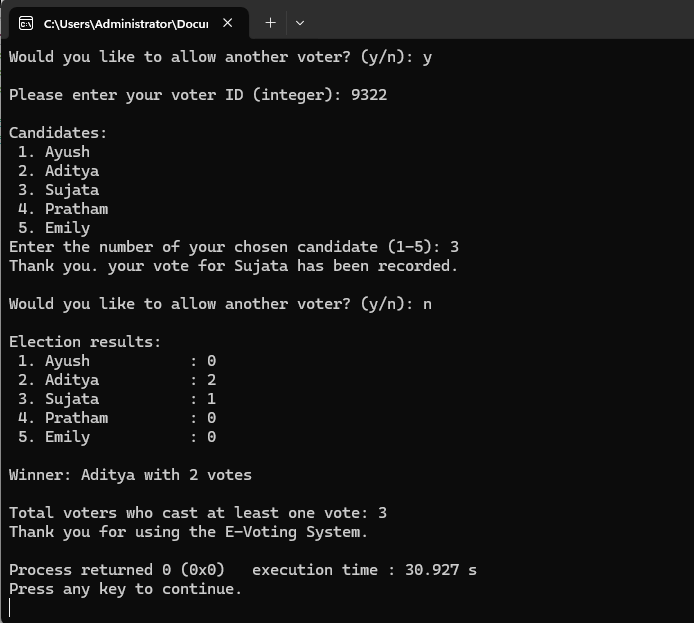 C:\Users\Administrator\Docu
Would you like to allow another voter? (y/n): y
Please enter your voter ID (integer): 9322
Candidates:
1. Ayush
2. Aditya
3. Sujata
4. Pratham
5. Emily
Enter the number of your chosen candidate (1-5): 3
Thank you. your vote for Sujata has been recorded.
Would you like to allow another voter? (y/n): n
Election results:
1. Ayush : 0
2. Aditya : 2
3. Sujata : 1
4. Pratham : 0
5. Emily : 0
Winner: Aditya with 2 votes
Total voters who cast at least one vote: 3
Thank you for using the E-Voting System.
Process returned 0 (0x0) execution time : 30.927 s
Press any key to continue.